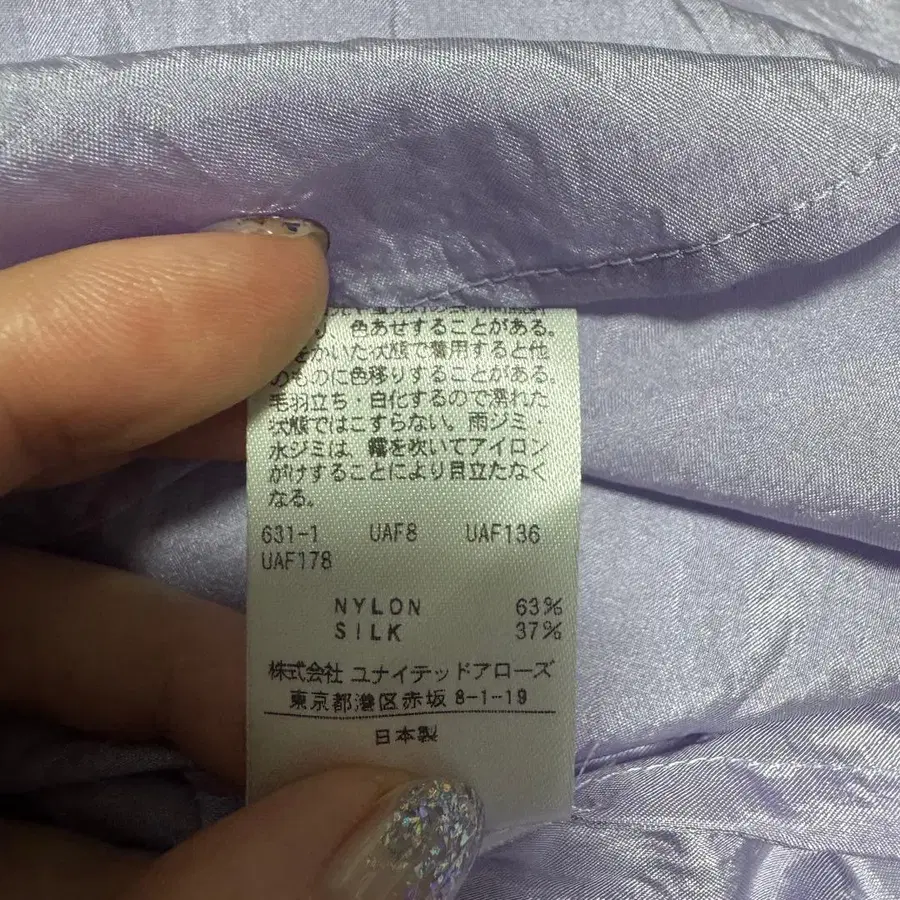 色あせすることがある。
をかいた状態で着用すると他
のものに色移りすることがある。
毛羽立ち・白化するので濡れた
状態ではこすらない。雨ジミ・
水ジミは、霧を吹いてアイロン
がけすることにより目立たなく
なる。
631-1 UAF8 UAF136
UAF178
NYLON 63%
SILK 37%
株式会社 ユナイテッドアローズ
東京都港区赤坂 8-1-19
日本製